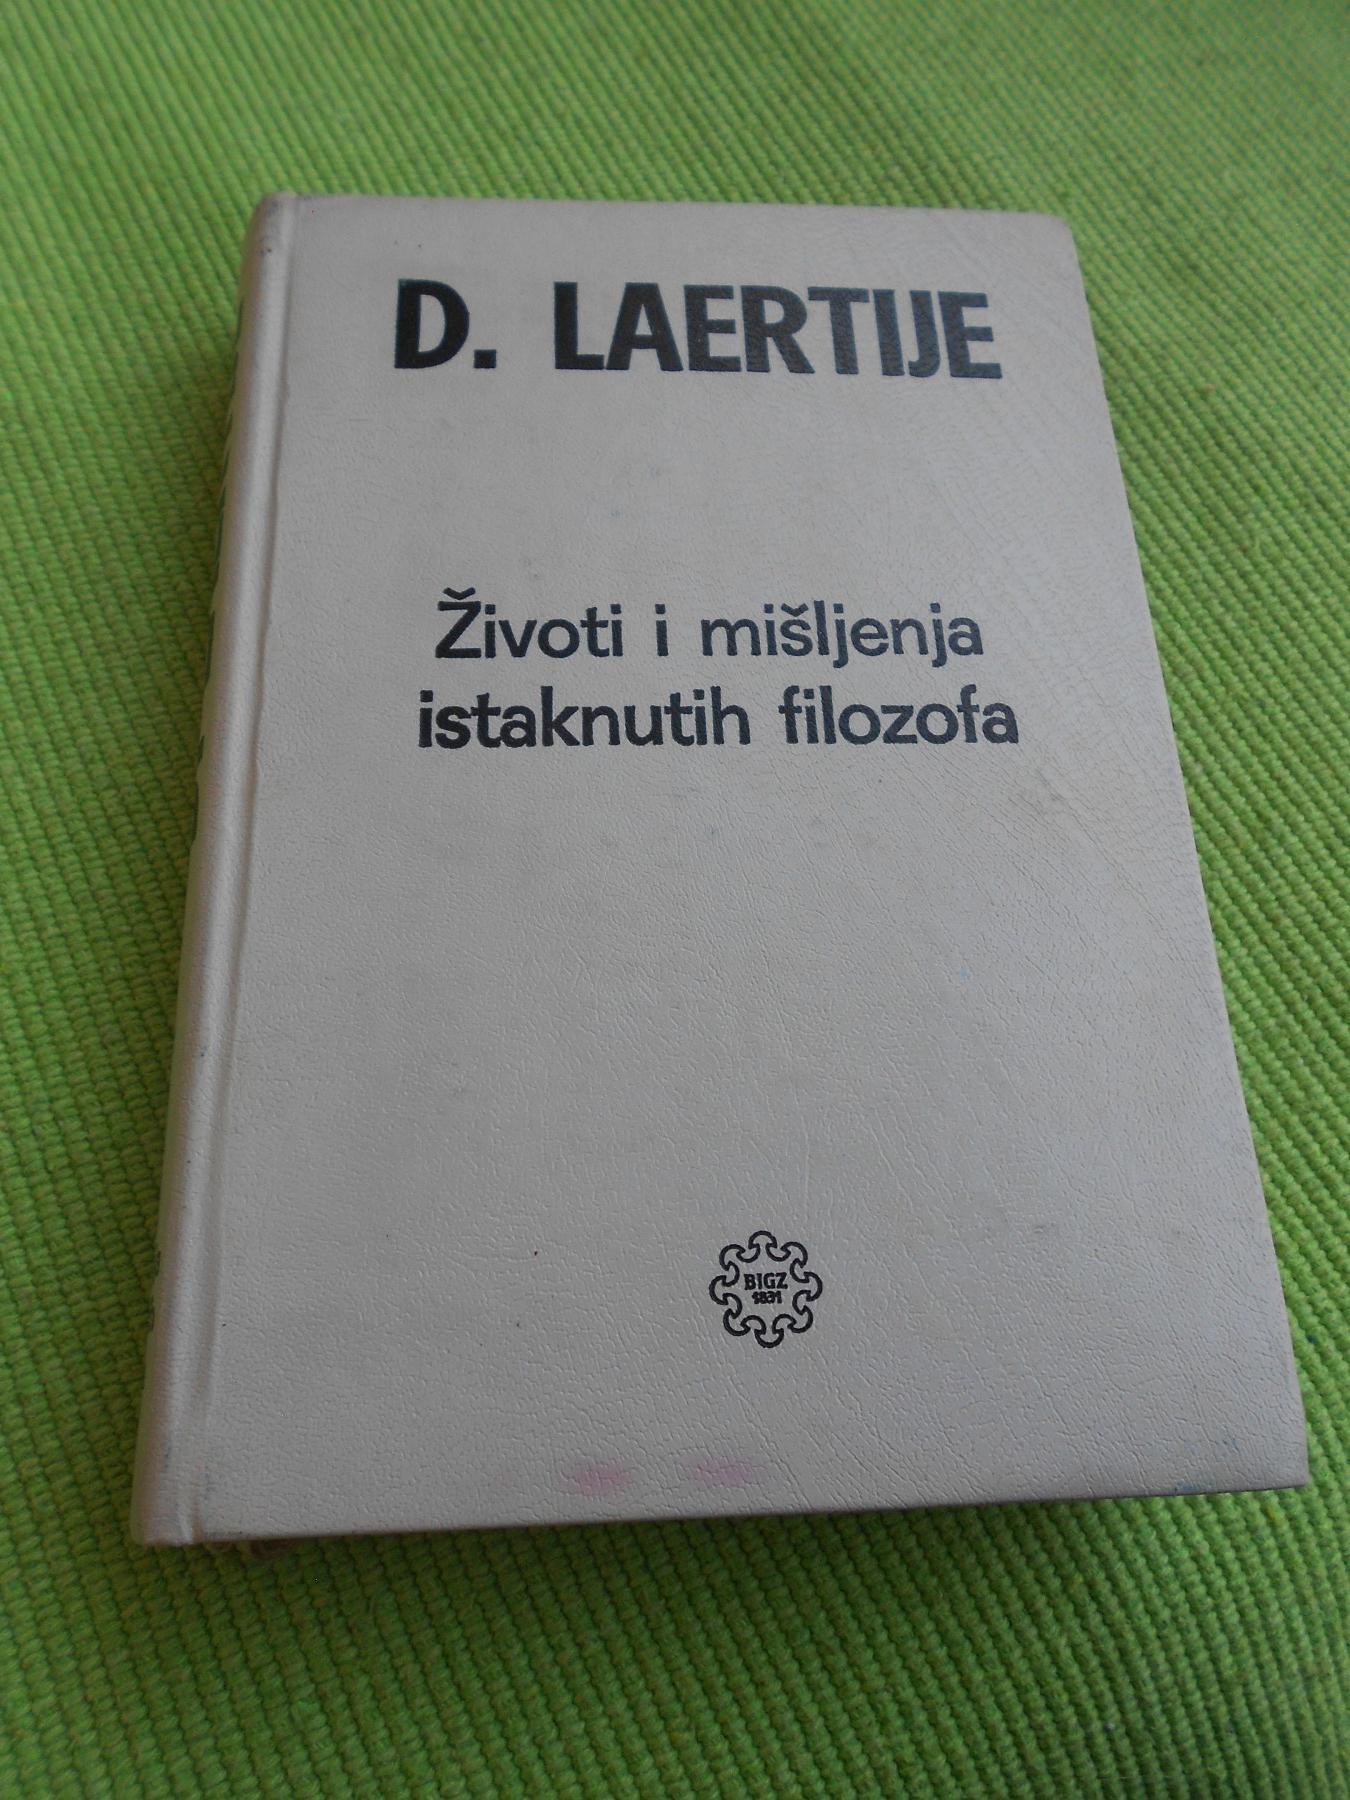 D. LAERTIJE
Životi i mišljenja
istaknutih filozofa
BIGZ
1831